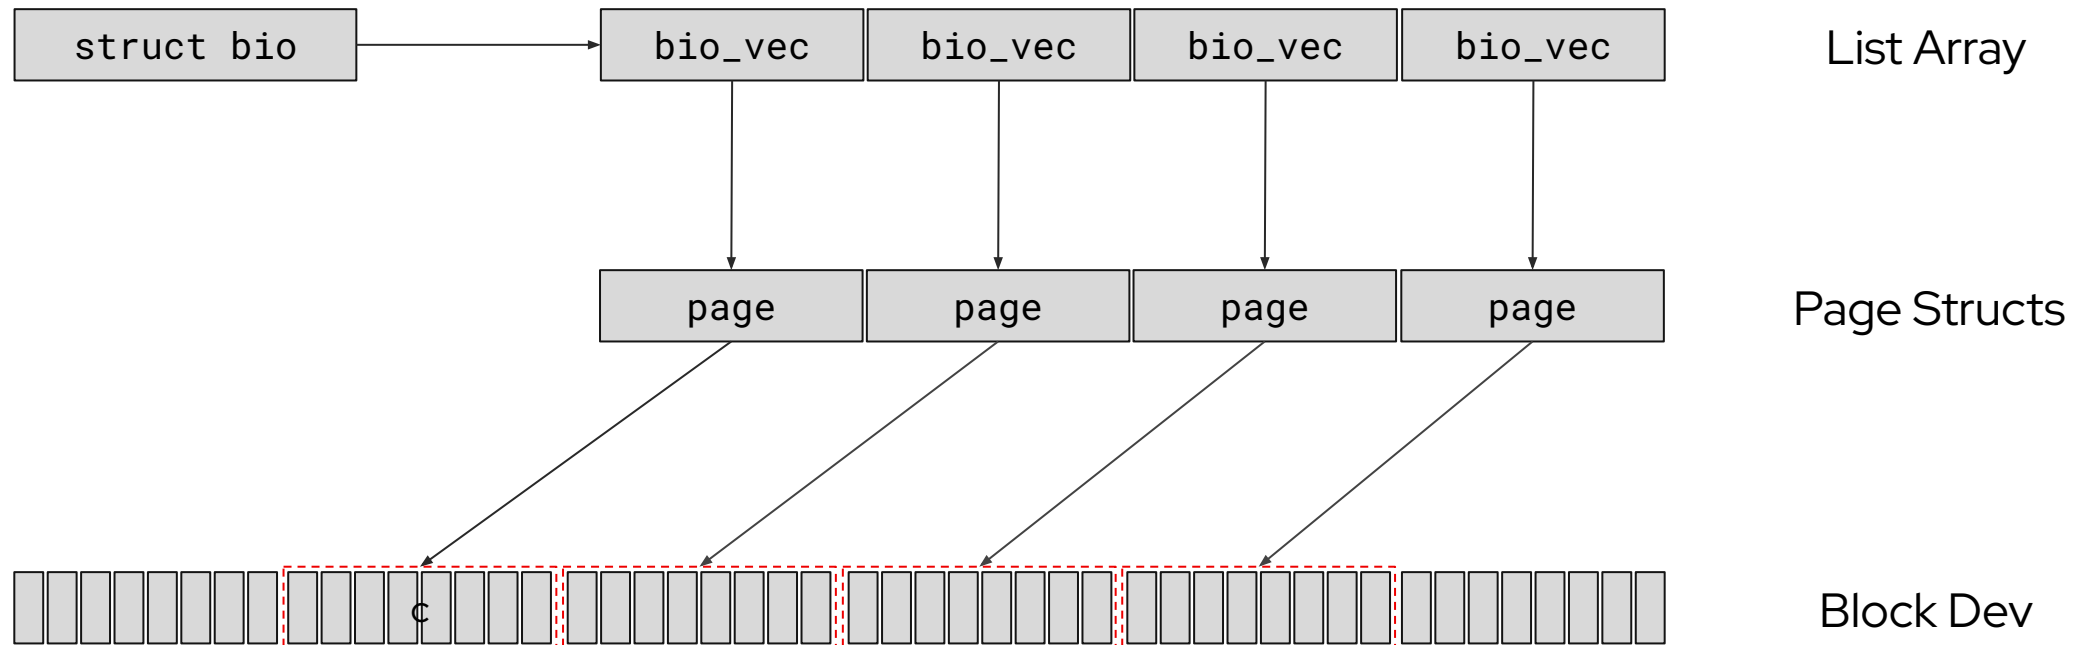 struct bio
bio_vec
bio_vec
bio_vec
bio_vec
List Array
page
page
page
page
Page Structs
c
Block Dev